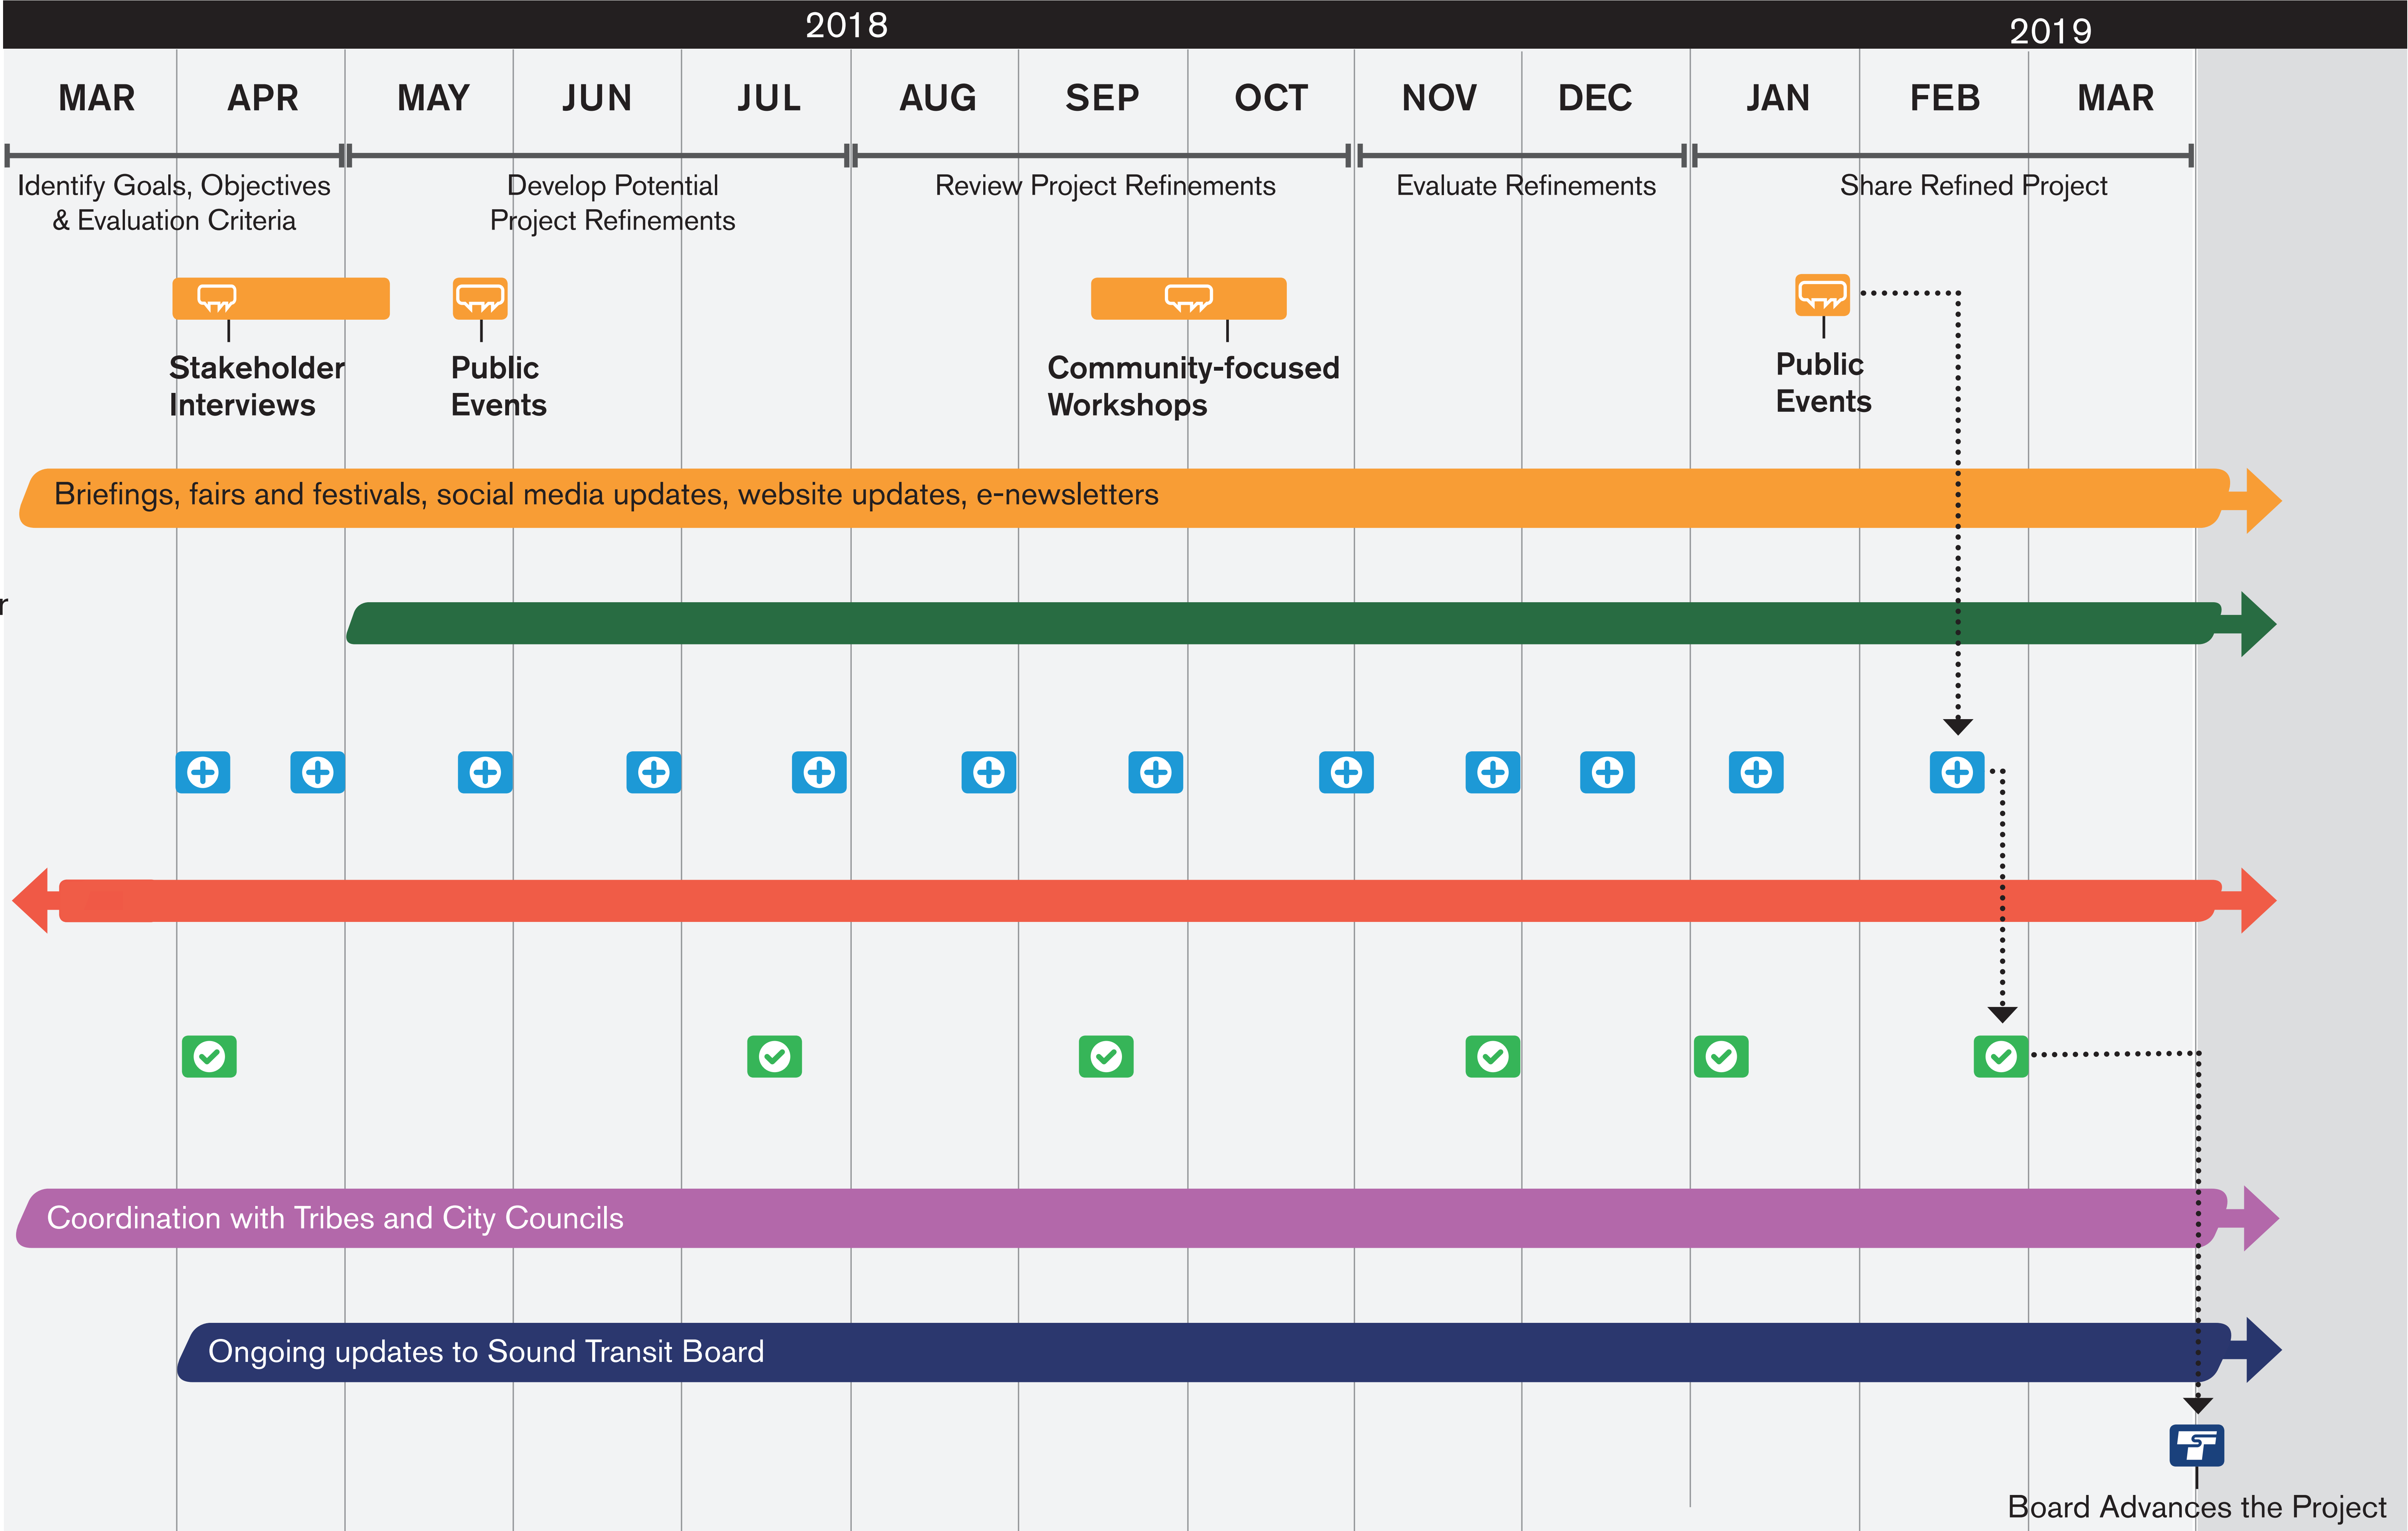 2018
2019
MAR APR MAY JUN JUL AUG SEP OCT NOV DEC JAN FEB MAR
Identify Goals, Objectives
& Evaluation Criteria
Develop Potential
Project Refinements
Review Project Refinements
Evaluate Refinements
Share Refined Project
Stakeholder
Interviews
Public
Events
Community-focused
Workshops
Public
Events
Briefings, fairs and festivals, social media updates, website updates, e-newsletters
r
Coordination with Tribes and City Councils
Ongoing updates to Sound Transit Board
Board Advances the Project